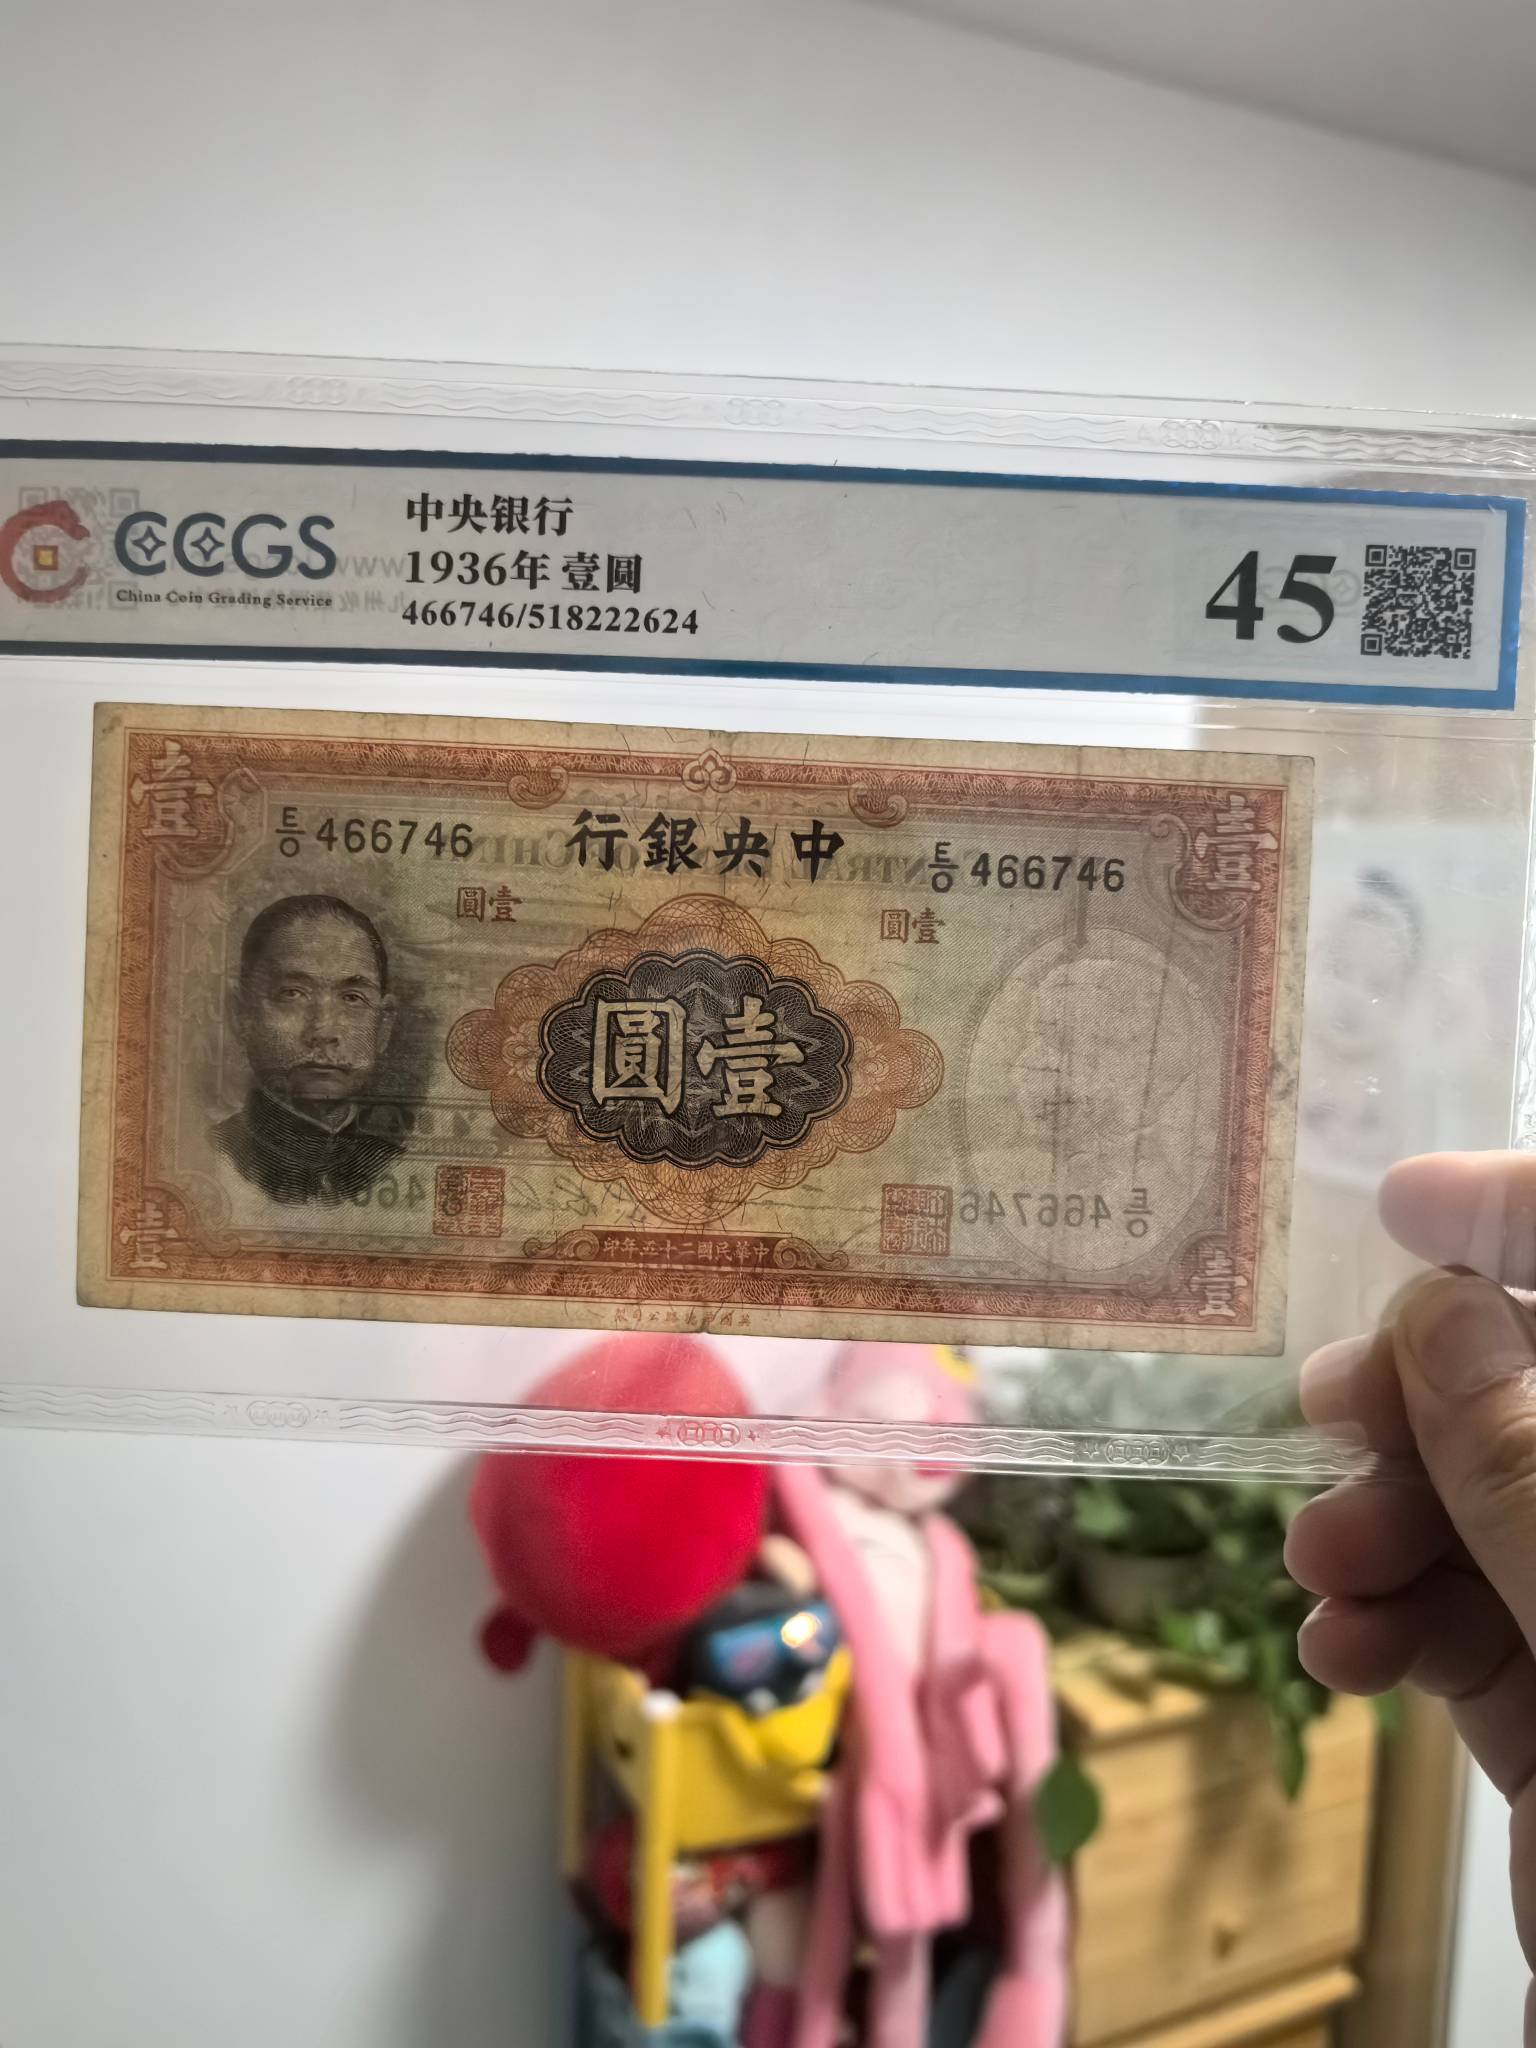 CCGS
China Coin Grading Service
中央银行
1936年 壹圆
466746/518222624
45
壹
壹
E/O 466746
行銀央中
E/O 466746
圓壹
圓壹
圓壹
印年五十二國民華中
壹
壹